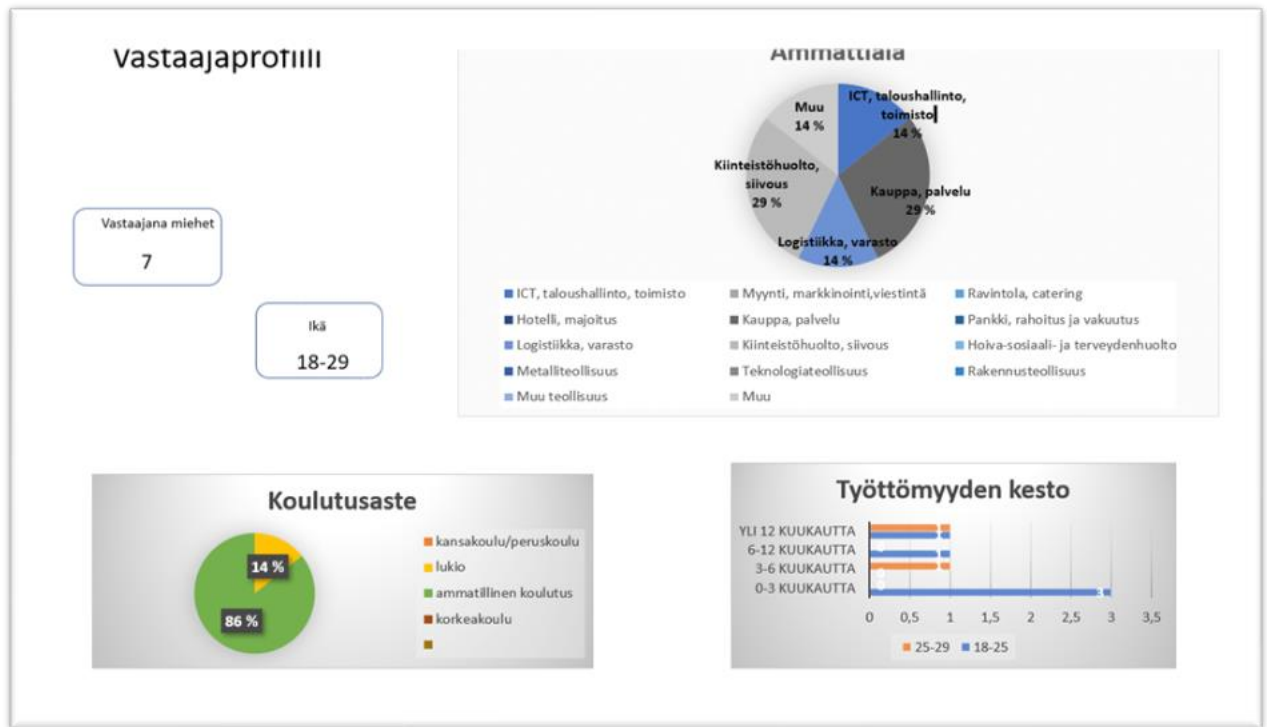 Vastaajaprofiili
Vastaajana miehet
7
Ikä
18-29
Ammattiala
ICT, taloushallinto,
toimisto
14 %
Kauppa, palvelu
29 %
Logistiikka, varasto
14 %
Kiinteistöhuolto,
siivous
29 %
Muu
14 %
ICT, taloushallinto, toimisto
Myynti, markkinointi,viestintä
Ravintola, catering
Hotelli, majoitus
Kauppa, palvelu
Pankki, rahoitus ja vakuutus
Logistiikka, varasto
Kiinteistöhuolto, siivous
Hoiva-sosiaali- ja terveydenhuolto
Metalliteollisuus
Teknologiateollisuus
Rakennusteollisuus
Muu teollisuus
Muu
Koulutusaste
14 %
86 %
kansakoulu/peruskoulu
lukio
ammatillinen koulutus
korkeakoulu
Työttömyyden kesto
YLI 12 KUUKAUTTA
6-12 KUUKAUTTA
3-6 KUUKAUTTA
0-3 KUUKAUTTA
3
0 0,5 1 1,5 2 2,5 3 3,5
25-29 18-25